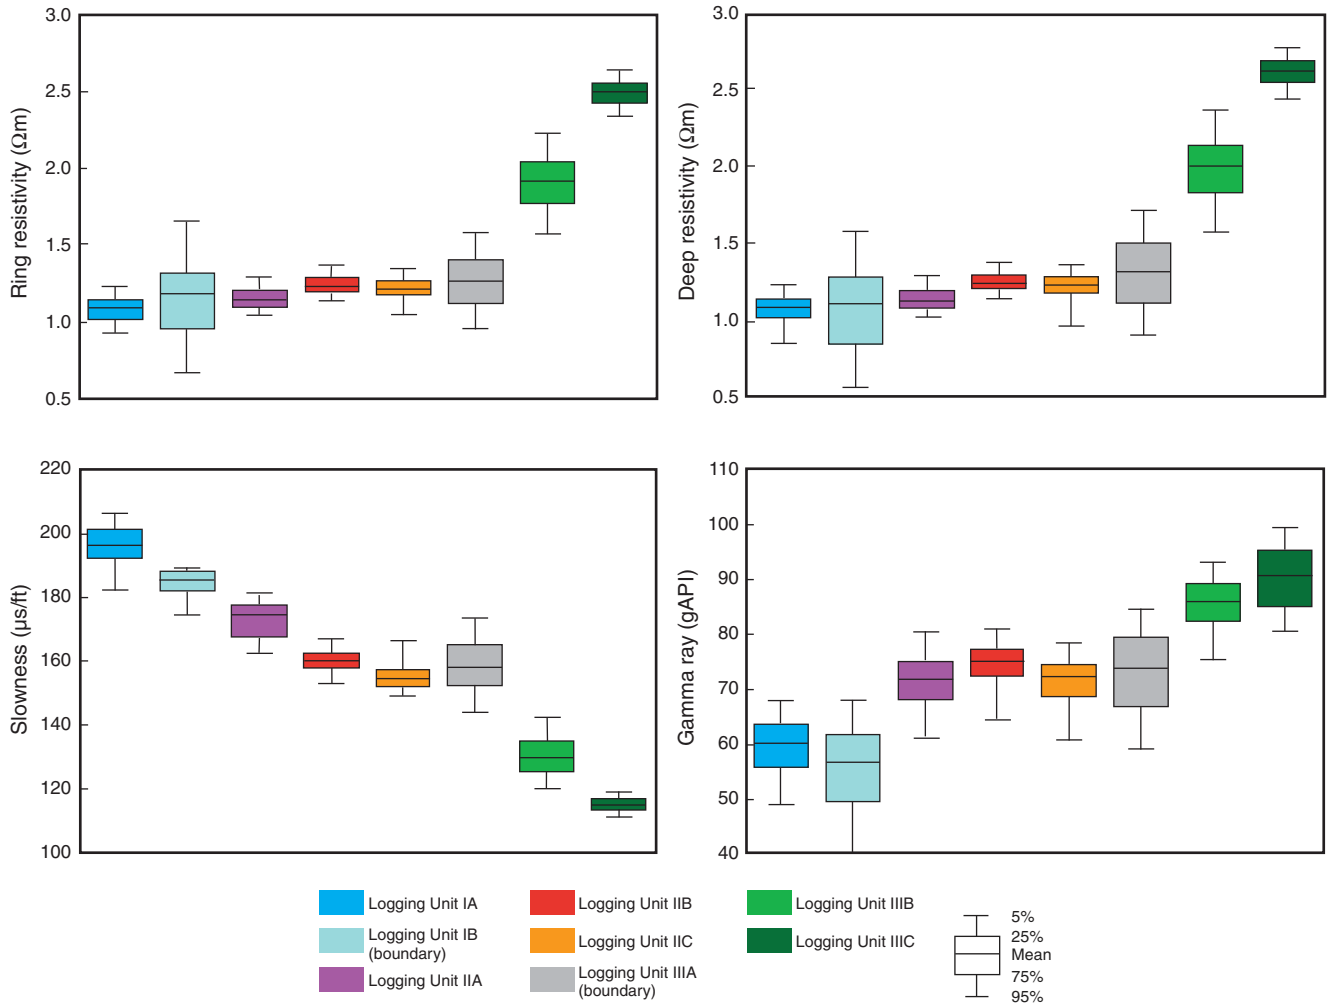 3.0
2.5
2.0
1.5
1.0
0.5
Ring resistivity (Ωm)
3.0
2.5
2.0
1.5
1.0
0.5
Deep resistivity (Ωm)
220
200
180
160
140
120
100
Slowness (µs/ft)
110
100
90
80
70
60
50
40
Gamma ray (gAPI)
Logging Unit IA
Logging Unit IB
(boundary)
Logging Unit IIA
Logging Unit IIB
Logging Unit IIC
Logging Unit IIIA
(boundary)
Logging Unit IIIB
Logging Unit IIIC
5%
25%
Mean
75%
95%